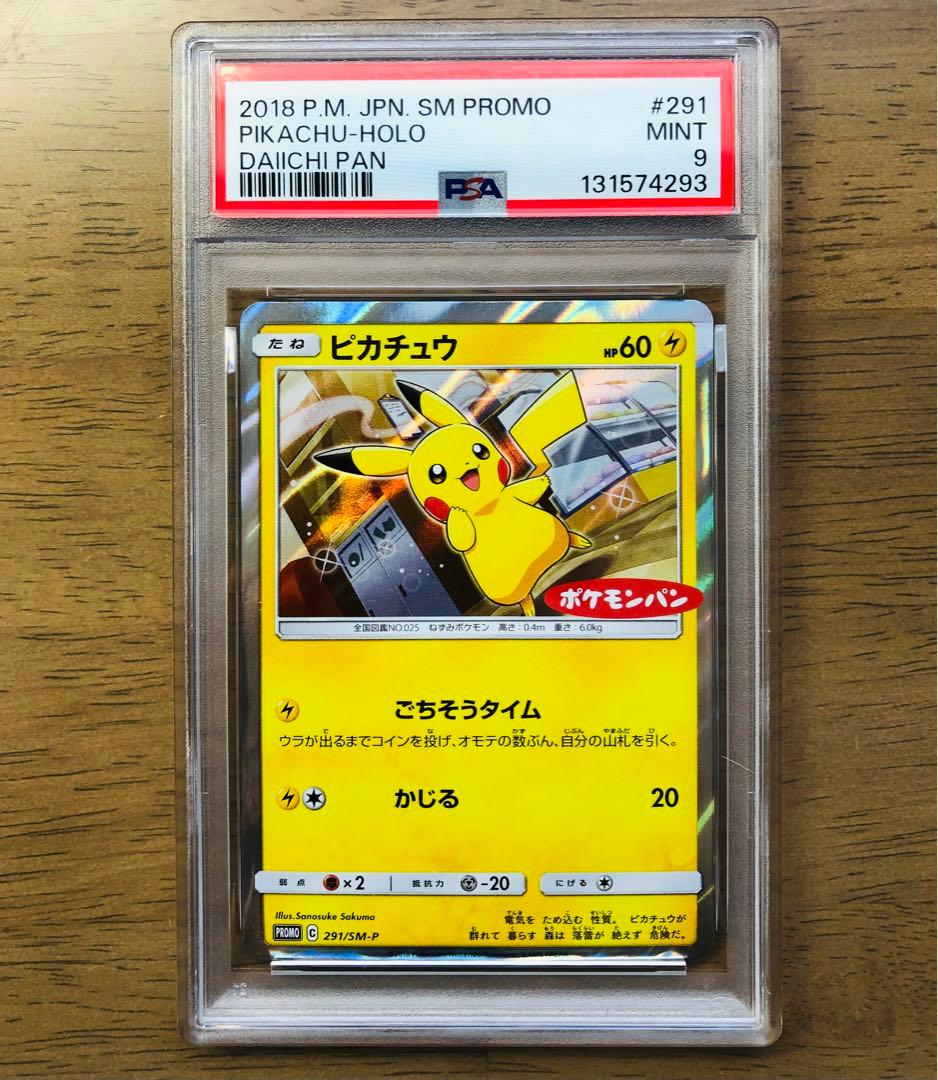 2018 P.M. JPN. SM PROMO #291
PIKACHU-HOLO MINT
DAIICHI PAN 9
PSA 131574293
たね ピカチュウ HP60
ポケモンパン
全国図鑑NO.025 ねずみポケモン 高さ:0.4m 重さ:6.0kg
ごちそうタイム
ウラが出るまでコインを投げ、オモテの数ぶん、自分の山札を引く。
かじる 20
弱点 ×2 抵抗力 -20 にげる
Illus.Sanosuke Sakuma
電気を ため込む 性質。 ピカチュウが
群れて 暮らす 森は 落雷が 絶えず 危険だ。
PROMO C 291/SM-P